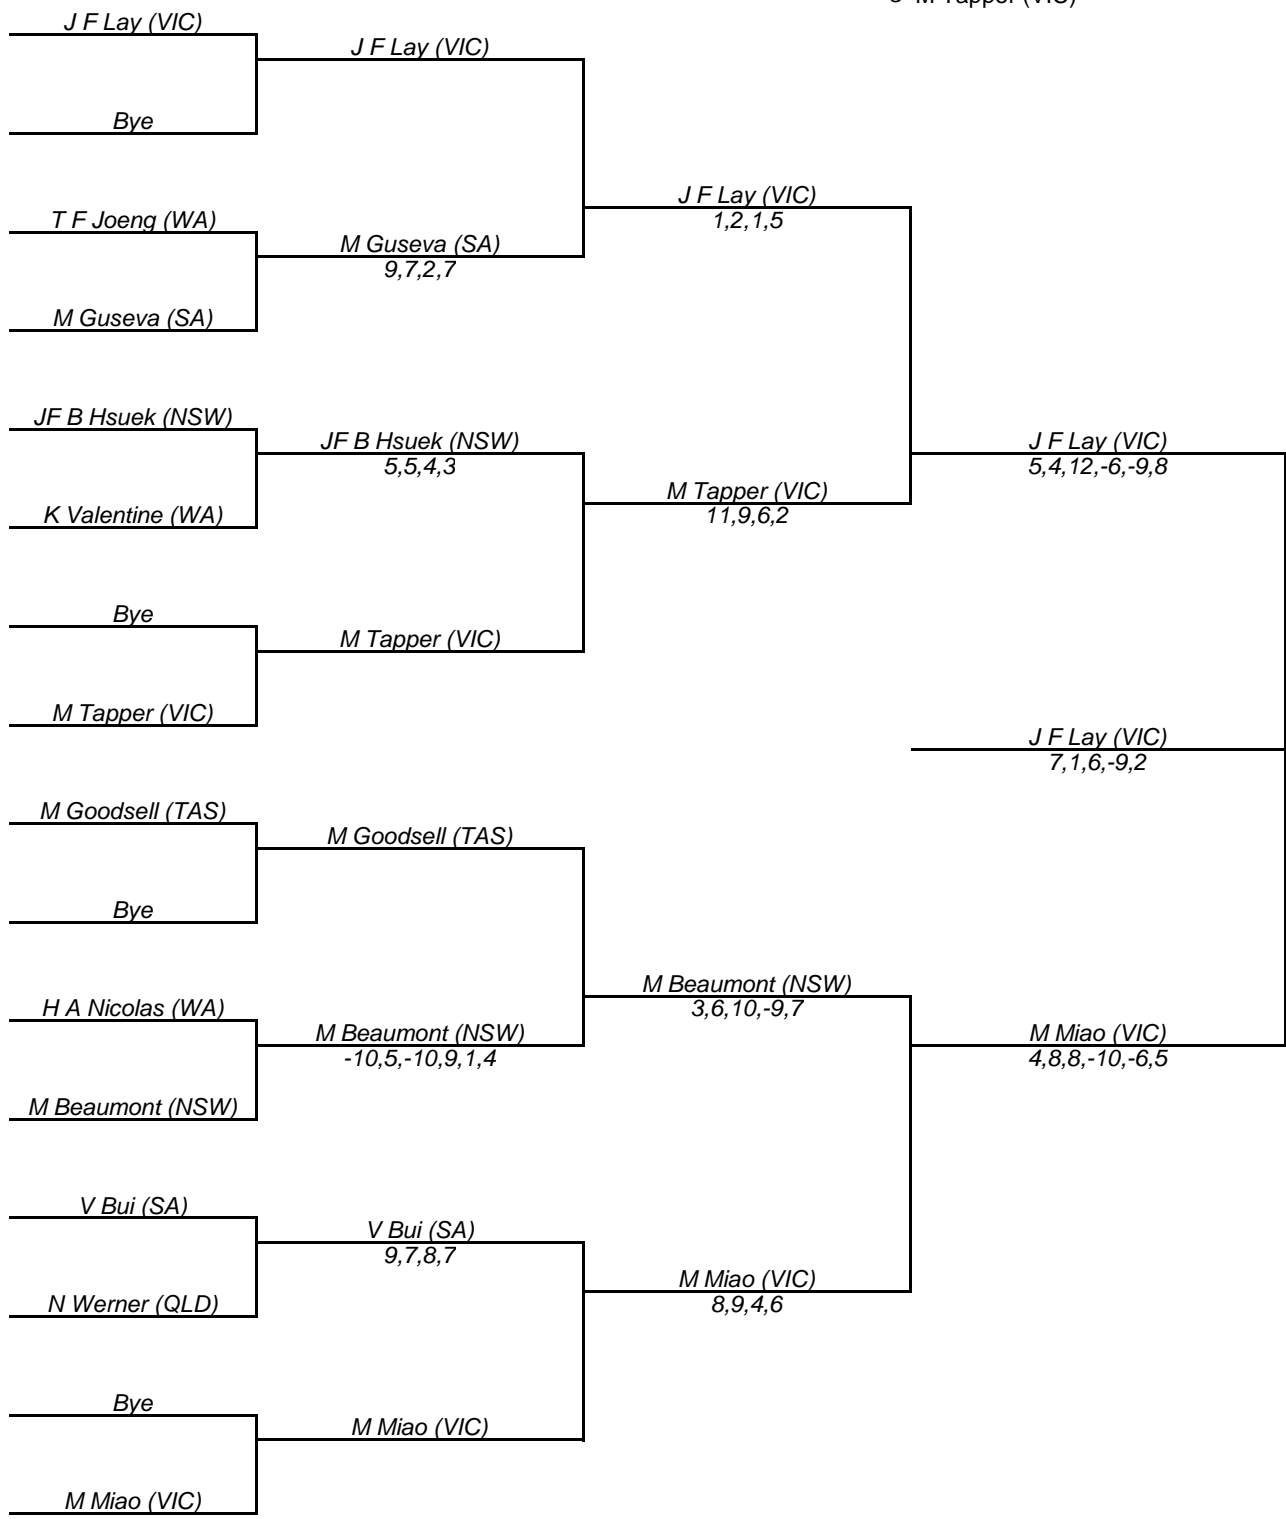 M Tapper (VIC)
J F Lay (VIC)
J F Lay (VIC)
Bye
J F Lay (VIC)
1,2,1,5
T F Joeng (WA)
M Guseva (SA)
9,7,2,7
M Guseva (SA)
JF B Hsuek (NSW)
JF B Hsuek (NSW)
5,5,4,3
J F Lay (VIC)
5,4,12,-6,-9,8
K Valentine (WA)
M Tapper (VIC)
11,9,6,2
Bye
M Tapper (VIC)
M Tapper (VIC)
J F Lay (VIC)
7,1,6,-9,2
M Goodsell (TAS)
M Goodsell (TAS)
Bye
M Beaumont (NSW)
3,6,10,-9,7
H A Nicolas (WA)
M Beaumont (NSW)
-10,5,-10,9,1,4
M Miao (VIC)
4,8,8,-10,-6,5
M Beaumont (NSW)
V Bui (SA)
V Bui (SA)
9,7,8,7
M Miao (VIC)
8,9,4,6
N Werner (QLD)
Bye
M Miao (VIC)
M Miao (VIC)